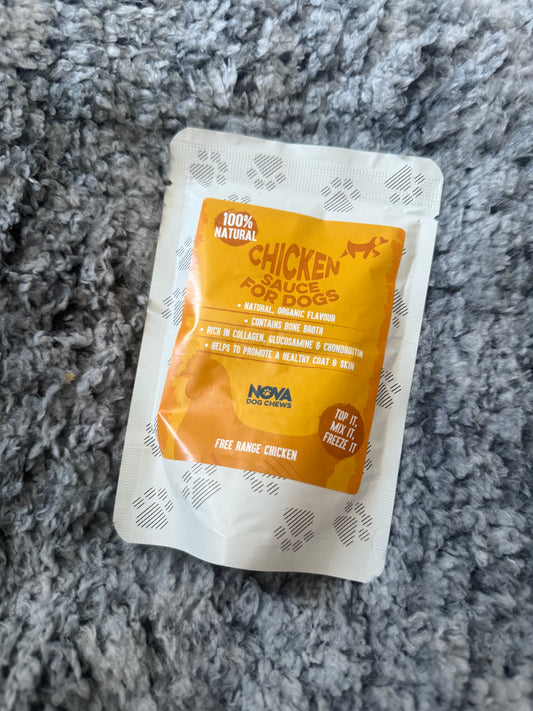 100%
NATURAL
CHICKEN
SAUCE
FOR DOGS
• NATURAL, ORGANIC FLAVOUR
• CONTAINS BONE BROTH
• RICH IN COLLAGEN, GLUCOSAMINE & CHONDROITIN
• HELPS TO PROMOTE A HEALTHY COAT & SKIN
NOVA
DOG CHEWS
TOP IT,
MIX IT,
FREEZE IT
FREE RANGE CHICKEN